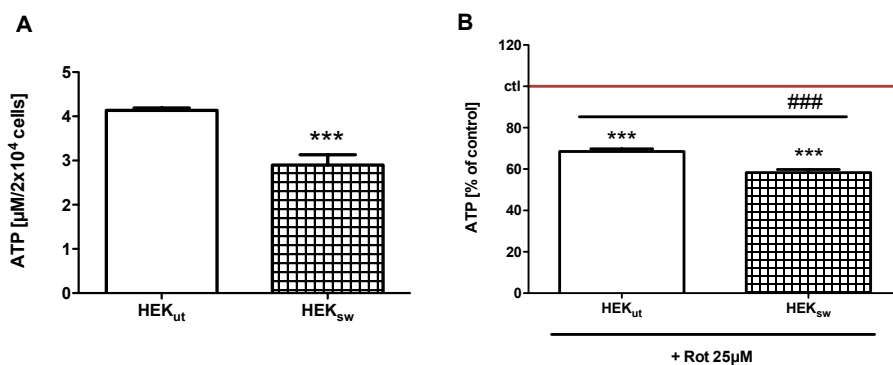 A
ATP [µM/2x10⁴ cells]
5
4
3
2
1
0
***
HEKut
HEKsw
B
ATP [% of control]
120
ctl
80
60
40
20
0
###
***
***
HEKut
HEKsw
+ Rot 25µM